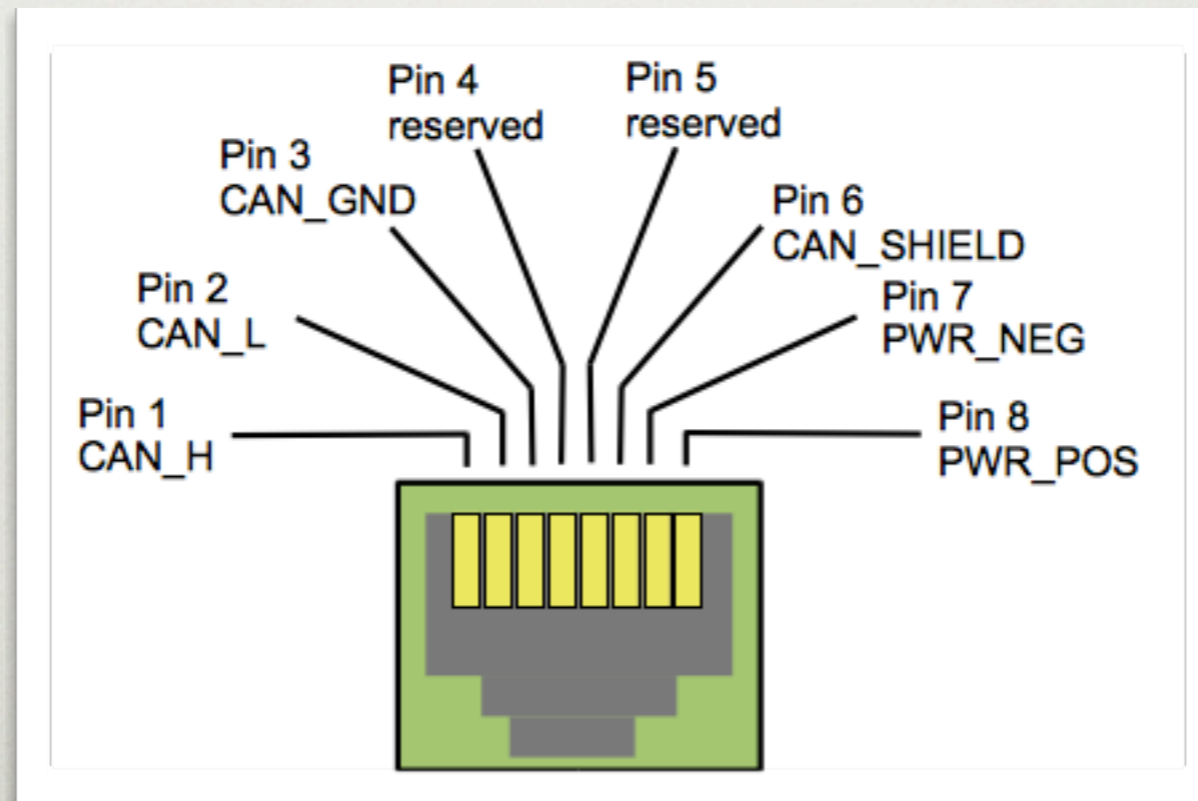 Pin 1
CAN_H
Pin 2
CAN_L
Pin 3
CAN_GND
Pin 4
reserved
Pin 5
reserved
Pin 6
CAN_SHIELD
Pin 7
PWR_NEG
Pin 8
PWR_POS